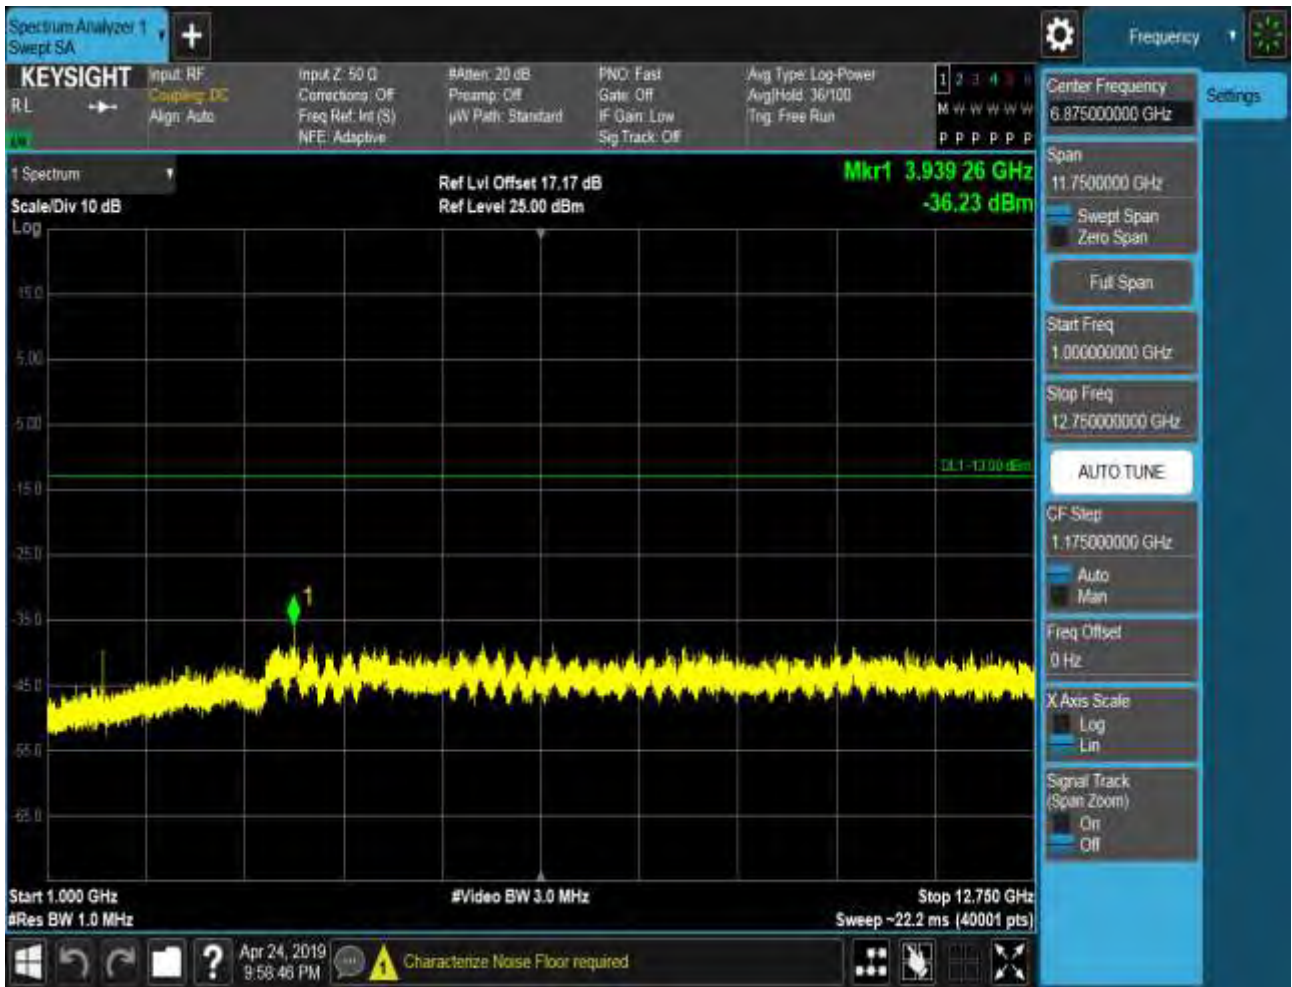 Spectrum Analyzer 1
Swept SA
Frequency
KEYSIGHT
RL
Input: RF
Coupling: DC
Align: Auto
Input Z: 50 Ω
Corrections: Off
Freq Ref: Int (S)
NFE: Adaptive
#Atten: 20 dB
Preamp: Off
µW Path: Standard
PNO: Fast
Gate: Off
IF Gain: Low
Sig Track: Off
Avg Type: Log-Power
Avg|Hold: 36/100
Trig: Free Run
1 2 3 4 5 6
M W W W W W
P P P P P P
Center Frequency
6.875000000 GHz
Settings
Span
11.7500000 GHz
Swept Span
Zero Span
Full Span
Start Freq
1.000000000 GHz
Stop Freq
12.750000000 GHz
AUTO TUNE
CF Step
1.175000000 GHz
Auto
Man
Freq Offset
0 Hz
X Axis Scale
Log
Lin
Signal Track
(Span Zoom)
On
Off
1 Spectrum
Scale/Div 10 dB
Log
Ref Lvl Offset 17.17 dB
Ref Level 25.00 dBm
Mkr1 3.939 26 GHz
-36.23 dBm
15.0
5.00
-5.00
DL1 -13.00 dBm
-15.0
-25.0
1
-35.0
-45.0
-55.0
-65.0
Start 1.000 GHz
#Video BW 3.0 MHz
Stop 12.750 GHz
#Res BW 1.0 MHz
Sweep ~22.2 ms (40001 pts)
Apr 24, 2019
9:58:46 PM
Characterize Noise Floor required